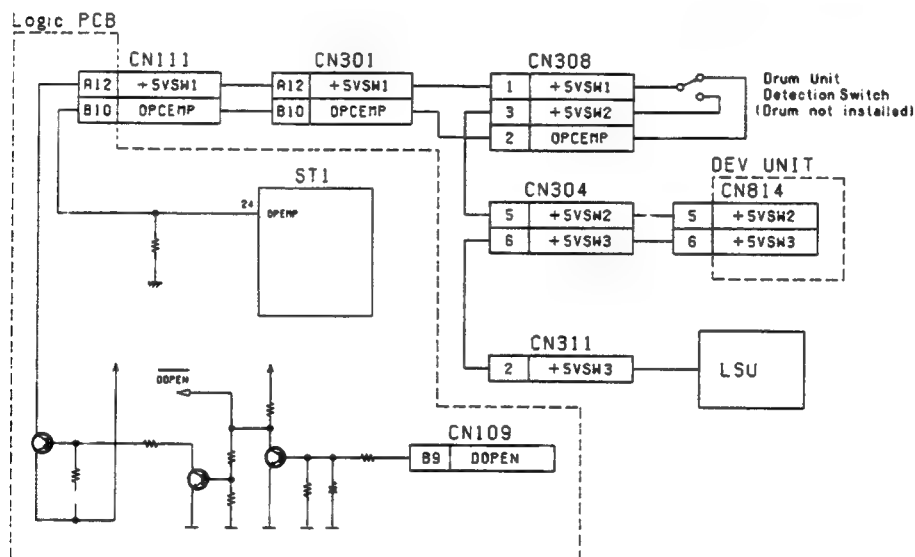 Logic PCB
CN111
A12 +5VSW1
B10 OPCEMP
CN301
A12 +5VSW1
B10 OPCEMP
CN308
1 +5VSW1
3 +5VSW2
2 OPCEMP
Drum Unit
Detection Switch
(Drum not installed)
DEV UNIT
ST1
24 OPEMP
CN304
5 +5VSW2
6 +5VSW3
CN814
5 +5VSW2
6 +5VSW3
CN311
2 +5VSW3
LSU
DOPEN
CN109
B9 DOPEN